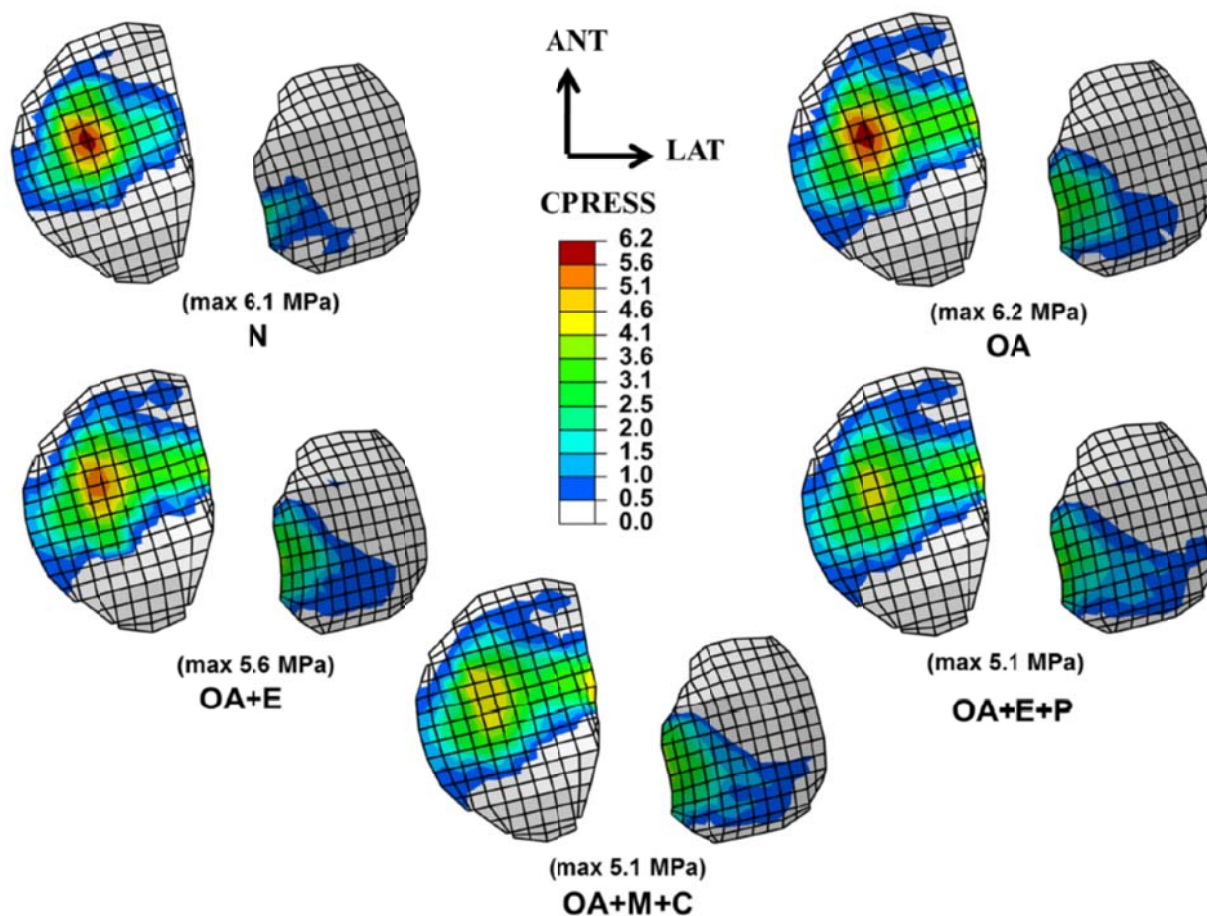 ANT
LAT
CPRESS
6.2
5.6
5.1
4.6
4.1
3.6
3.1
2.5
2.0
1.5
1.0
0.5
0.0
(max 6.1 MPa)
N
(max 6.2 MPa)
OA
(max 5.6 MPa)
OA+E
(max 5.1 MPa)
OA+E+P
(max 5.1 MPa)
OA+M+C